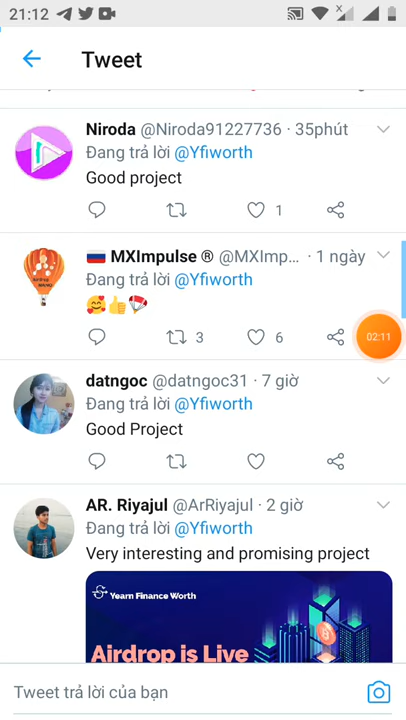 21:12
Tweet
Niroda @Niroda91227736 · 35phút
Đang trả lời @Yfiworth
Good project
1
MXImpulse ® @MXImp... · 1 ngày
Đang trả lời @Yfiworth
3 6
02:11
datngoc @datngoc31 · 7 giờ
Đang trả lời @Yfiworth
Good Project
AR. Riyajul @ArRiyajul · 2 giờ
Đang trả lời @Yfiworth
Very interesting and promising project
Yearn Finance Worth
Airdrop is Live
Tweet trả lời của bạn